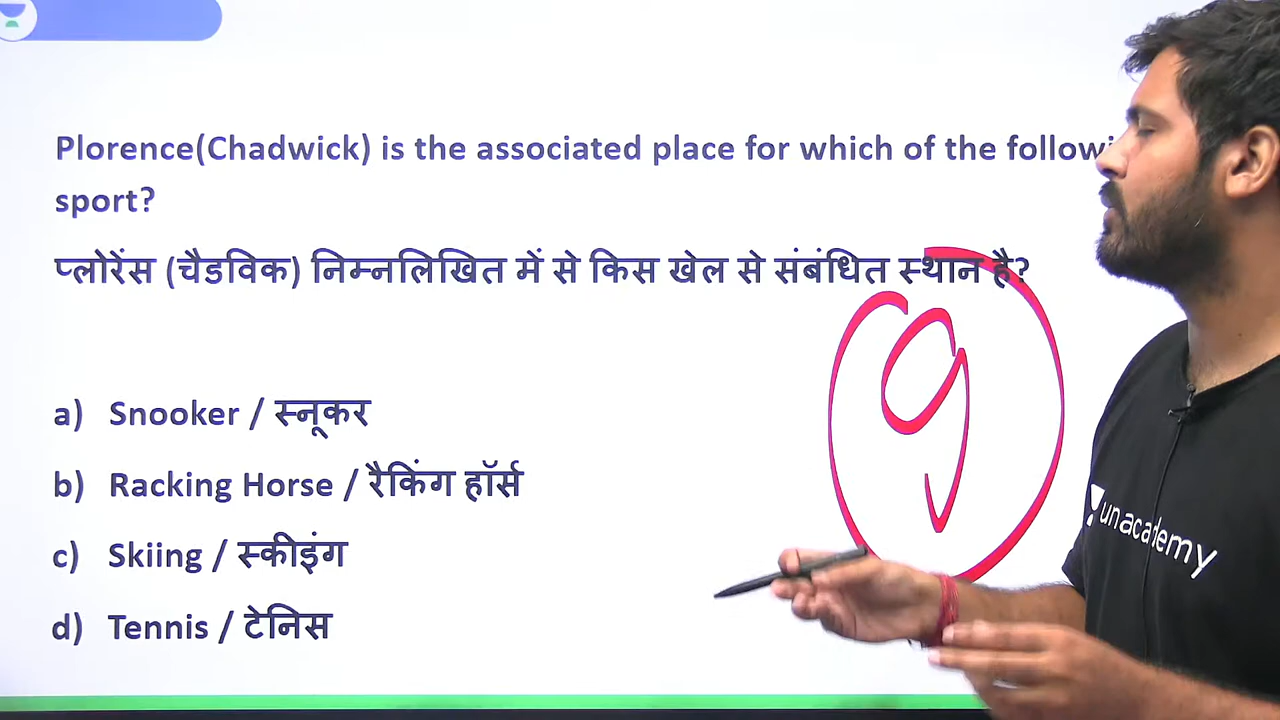 Plorence(Chadwick) is the associated place for which of the
sport?
प्लोरेंस (चैडविक) निम्नलिखित में से किस खेल से संबंधित स्थान है?
9
a) Snooker / स्नूकर
b) Racking Horse / रैकिंग हॉर्स
c) Skiing / स्कीइंग
d) Tennis / टेनिस
unacademy